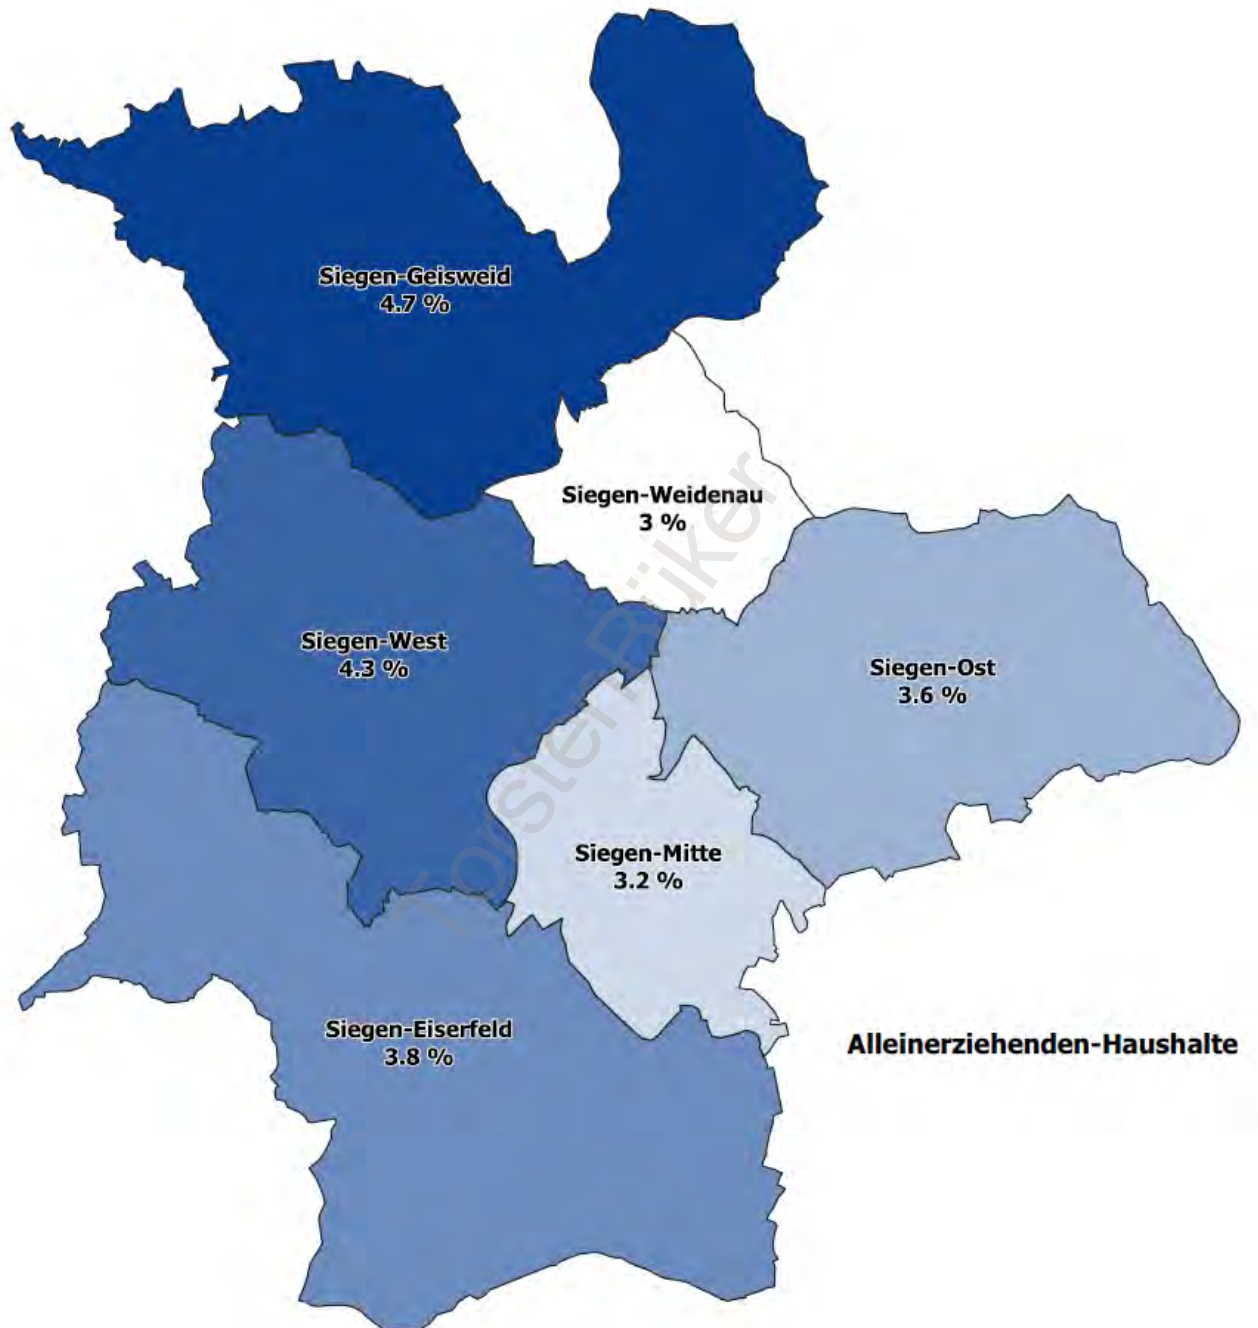 Siegen-Geisweid
4.7 %
Siegen-Weidenau
3 %
Siegen-West
4.3 %
Siegen-Ost
3.6 %
Siegen-Mitte
3.2 %
Siegen-Eiserfeld
3.8 %
Alleinerziehenden-Haushalte
TorstenBüker